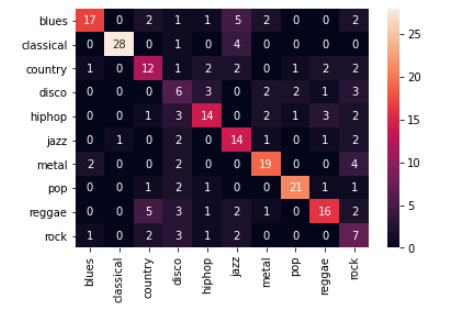 blues 17 0 2 1 1 5 2 0 0 2
classical 0 28 0 1 0 4 0 0 0 0
country 1 0 12 1 2 2 0 1 2 2
disco 0 0 0 6 3 0 2 2 1 3
hiphop 0 0 1 3 14 0 2 1 3 2
jazz 0 1 0 2 0 14 1 0 1 2
metal 2 0 0 2 0 0 19 0 0 4
pop 0 0 1 2 1 0 0 21 1 1
reggae 0 0 5 3 1 2 1 0 16 2
rock 1 0 2 3 1 2 0 0 0 7
blues classical country disco hiphop jazz metal pop reggae rock
25
20
15
10
5
0